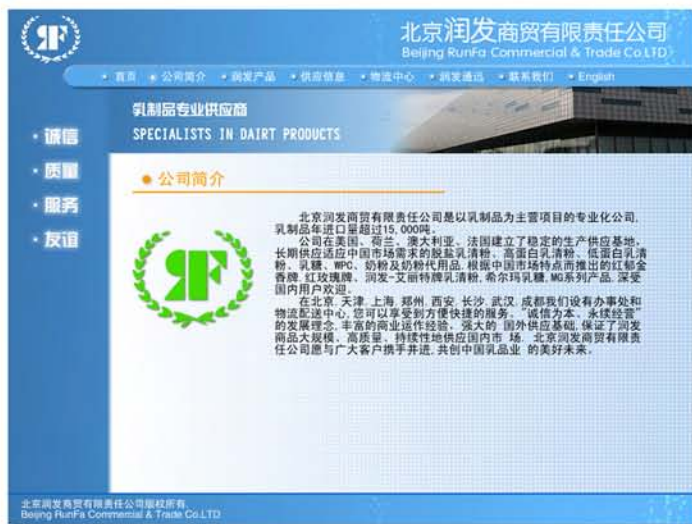 RF
北京润发商贸有限责任公司
Beijing RunFa Commercial & Trade Co.LTD
• 首页 • 公司简介 • 润发产品 • 供应信息 • 物流中心 • 润发通迅 • 联系我们 • English
乳制品专业供应商
SPECIALISTS IN DAIRT PRODUCTS
· 诚信
· 质量
· 服务
· 友谊
公司简介
RF
北京润发商贸有限责任公司是以乳制品为主营项目的专业化公司,
乳制品年进口量超过15,000吨。
公司在美国、荷兰、澳大利亚、法国建立了稳定的生产供应基地,
长期供应适应中国市场需求的脱盐乳清粉、高蛋白乳清粉、低蛋白乳清
粉、乳糖、WPC、奶粉及奶粉代用品,根据中国市场特点而推出的红郁金
香牌,红玫瑰牌、润发-艾丽特牌乳清粉,希尔玛乳糖,MG系列产品,深受
国内用户欢迎。
在北京,天津,上海,郑州,西安,长沙,武汉,成都我们设有办事处和
物流配送中心,您可以享受到方便快捷的服务。"诚信为本、永续经营"
的发展理念,丰富的商业运作经验、强大的 国外供应基础,保证了润发
商品大规模、高质量、持续性地供应国内市 场。北京润发商贸有限责
任公司愿与广大客户携手并进,共创中国乳品业 的美好未来。
北京润发商贸有限责任公司版权所有
Beijing RunFa Commemial & Trade Co.LTD